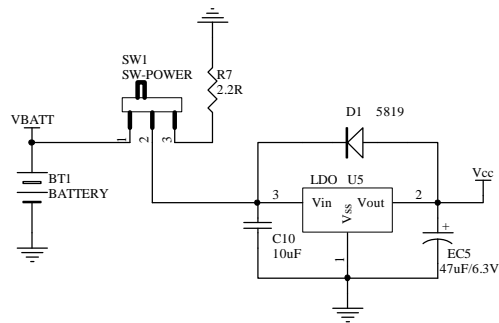 SW1
SW-POWER
R7
2.2R
VBATT
1
2
3
BT1
BATTERY
D1 5819
LDO U5
3
Vin
Vout
Vss
2
Vcc
1
C10
10uF
+
EC5
47uF/6.3V